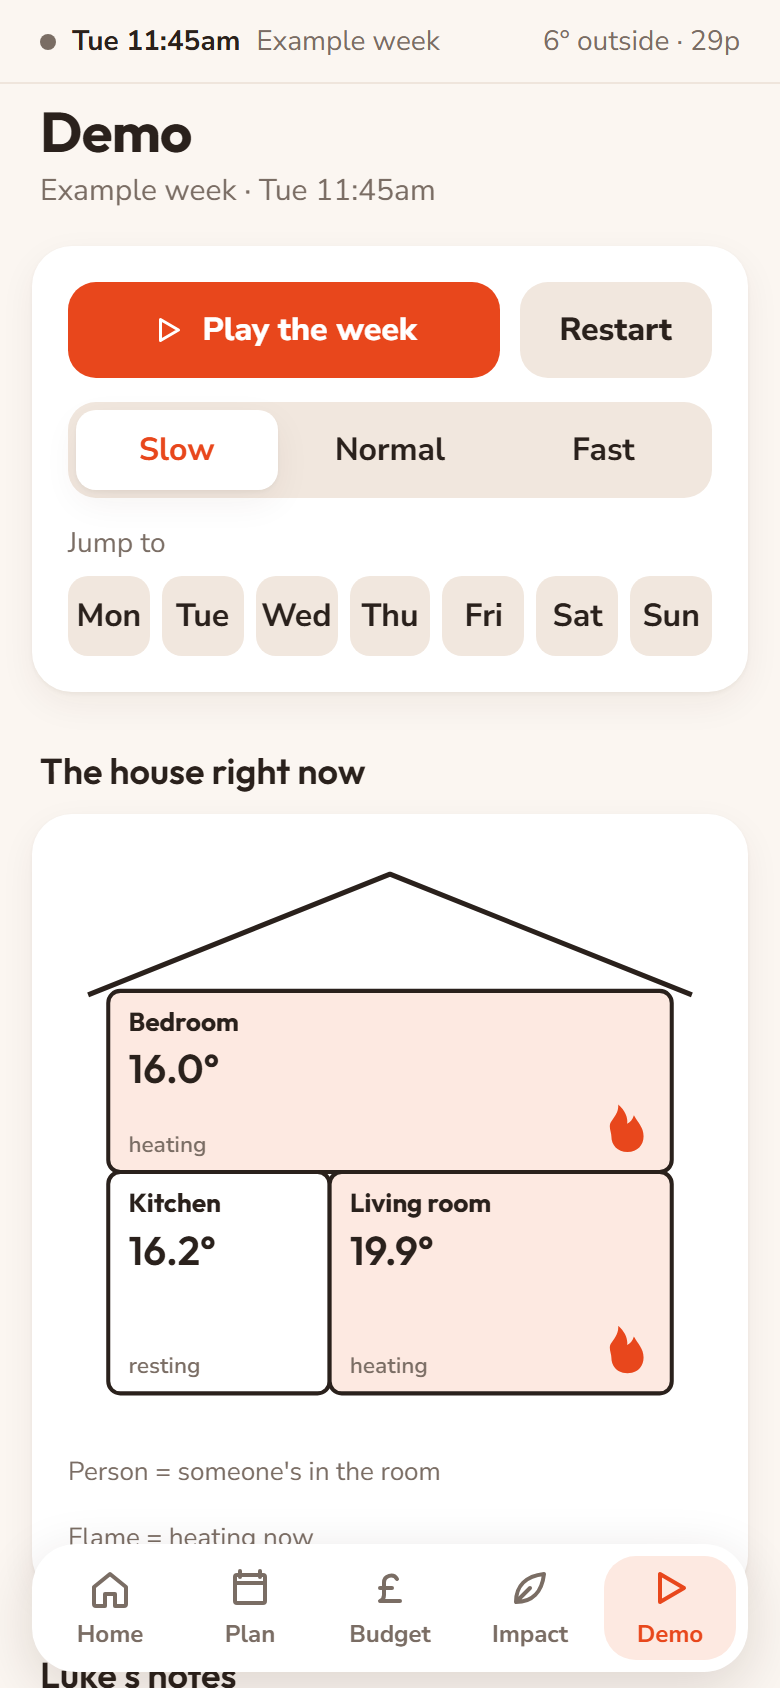 Tue 11:45am Example week 6° outside · 29p
Demo
Example week · Tue 11:45am
Play the week Restart
Slow Normal Fast
Jump to
Mon Tue Wed Thu Fri Sat Sun
The house right now
Bedroom
16.0°
heating
Kitchen
16.2°
resting
Living room
19.9°
heating
Person = someone's in the room
Flame = heating now
Home Plan Budget Impact Demo
Luke's notes